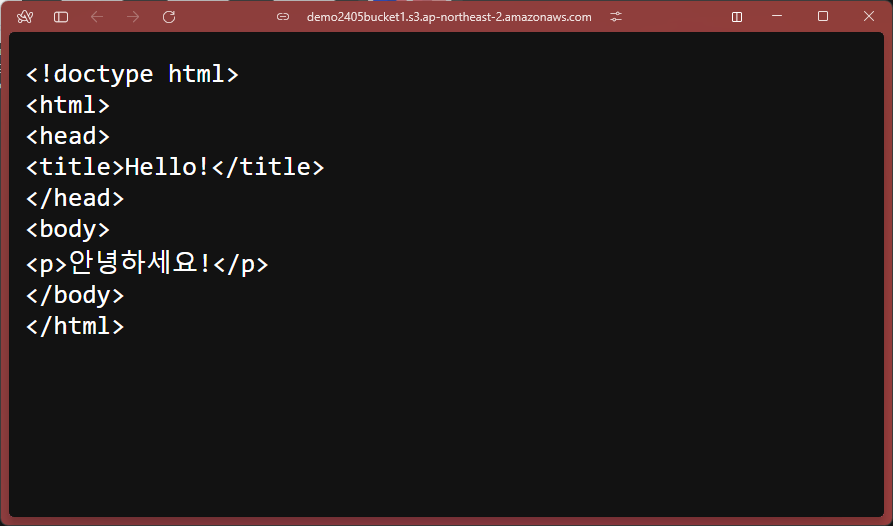 demo2405bucket1.s3.ap-northeast-2.amazonaws.com
<!doctype html>
<html>
<head>
<title>Hello!</title>
</head>
<body>
<p>안녕하세요!</p>
</body>
</html>